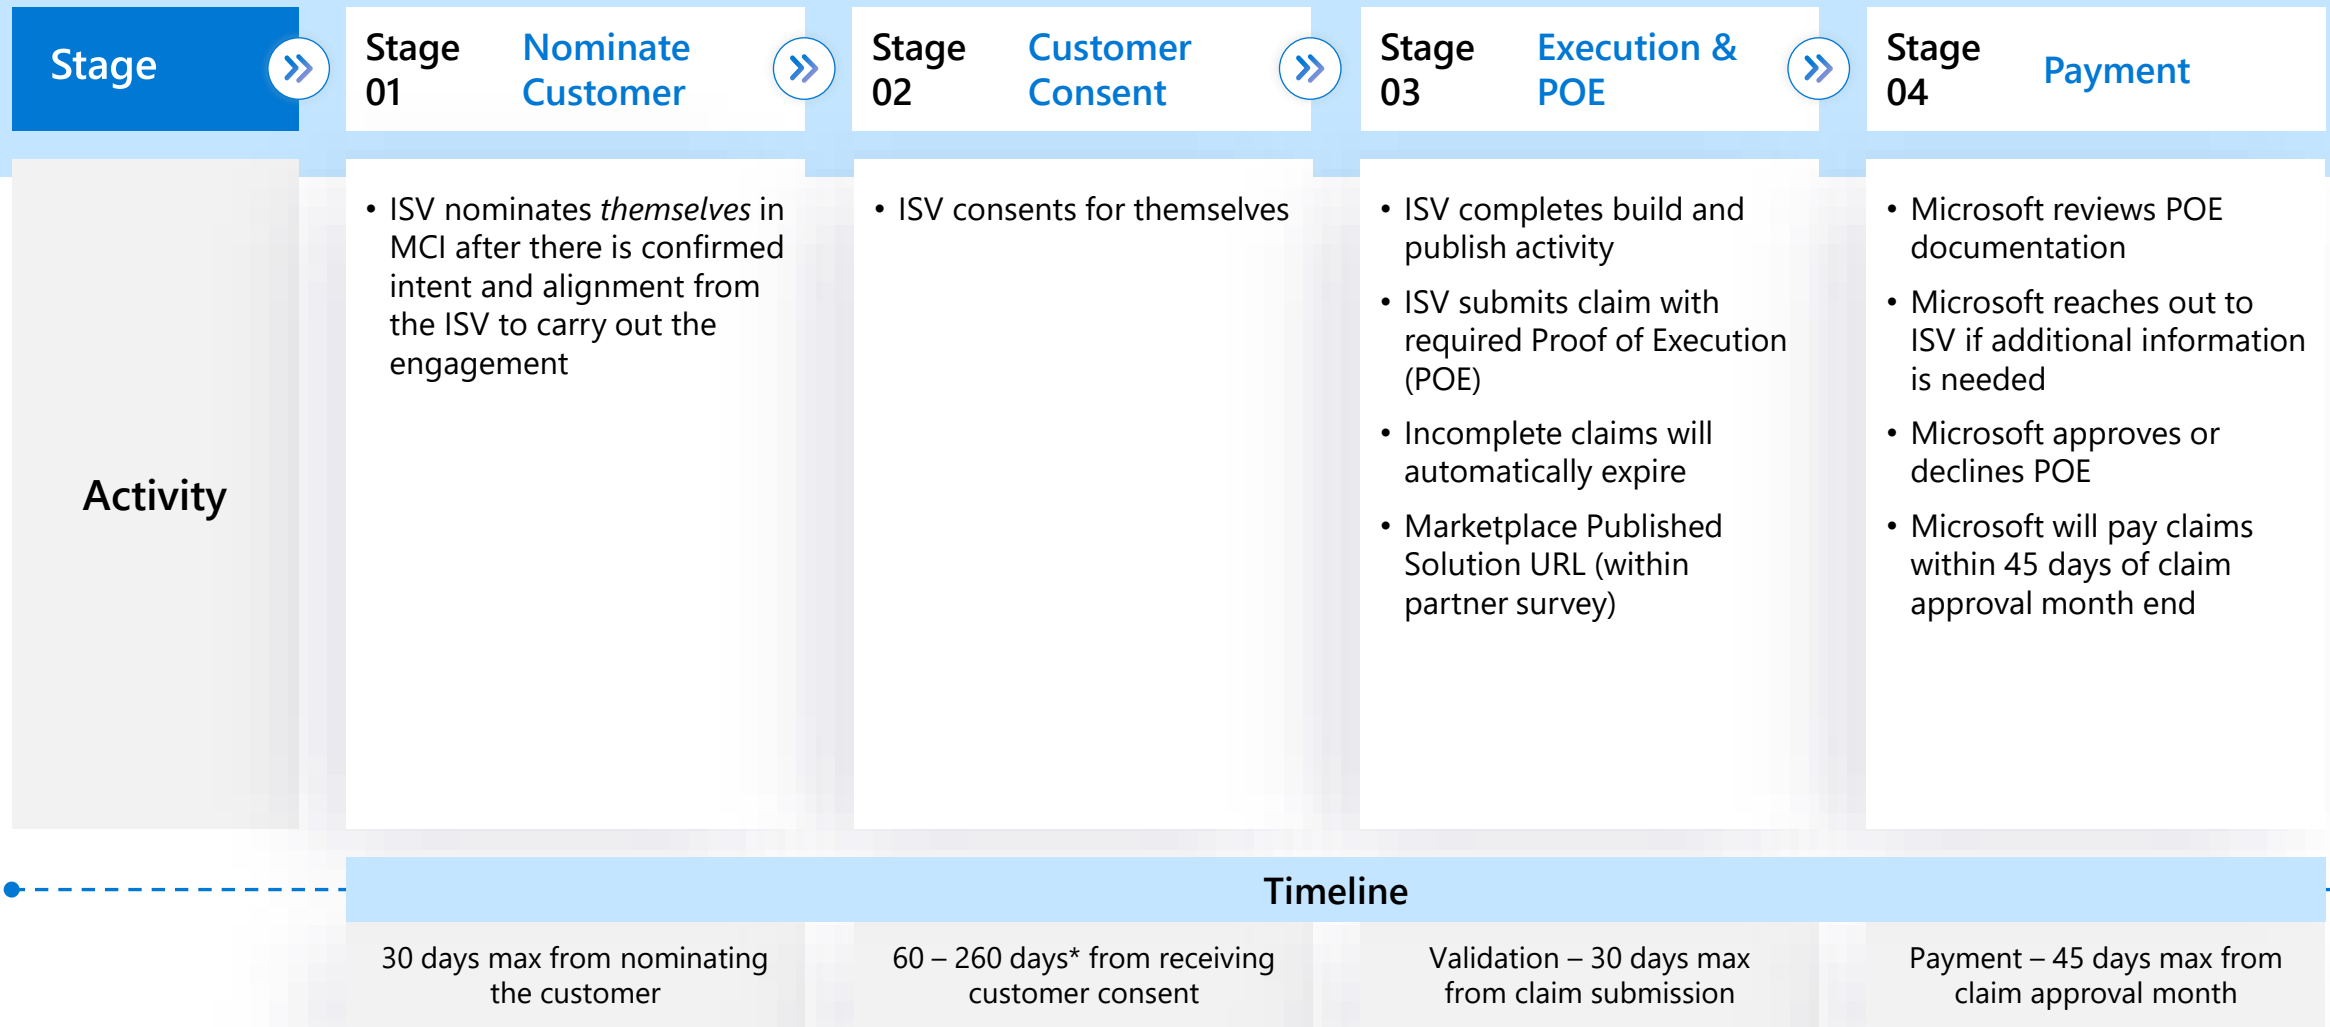 Stage
Stage
01
Nominate
Customer
Stage
02
Customer
Consent
Stage
03
Execution &
POE
Stage
04
Payment
Activity
• ISV nominates themselves in
MCI after there is confirmed
intent and alignment from
the ISV to carry out the
engagement
• ISV consents for themselves
• ISV completes build and
publish activity
• ISV submits claim with
required Proof of Execution
(POE)
• Incomplete claims will
automatically expire
• Marketplace Published
Solution URL (within
partner survey)
• Microsoft reviews POE
documentation
• Microsoft reaches out to
ISV if additional information
is needed
• Microsoft approves or
declines POE
• Microsoft will pay claims
within 45 days of claim
approval month end
Timeline
30 days max from nominating
the customer
60 – 260 days* from receiving
customer consent
Validation – 30 days max
from claim submission
Payment – 45 days max from
claim approval month